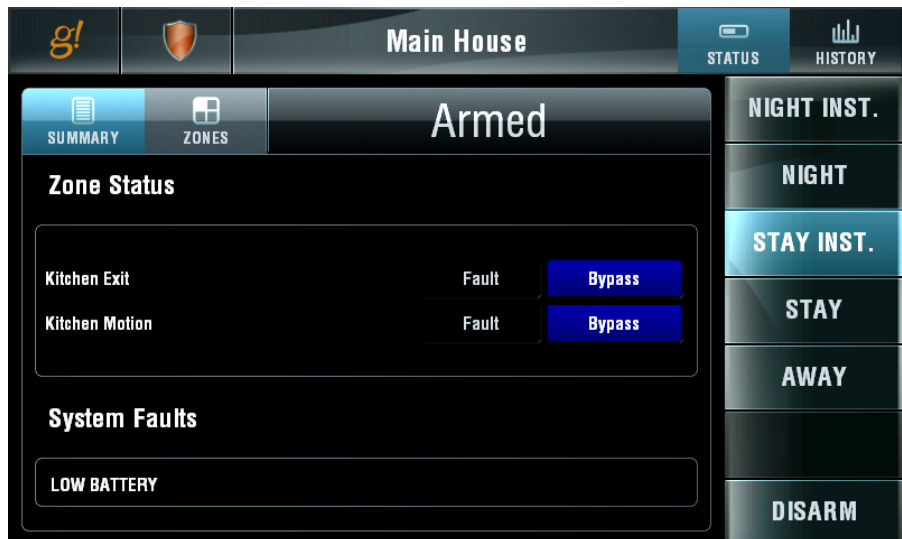 g!
Main House
STATUS
HISTORY
SUMMARY
ZONES
Armed
Zone Status
Kitchen Exit Fault Bypass
Kitchen Motion Fault Bypass
System Faults
LOW BATTERY
NIGHT INST.
NIGHT
STAY INST.
STAY
AWAY
DISARM